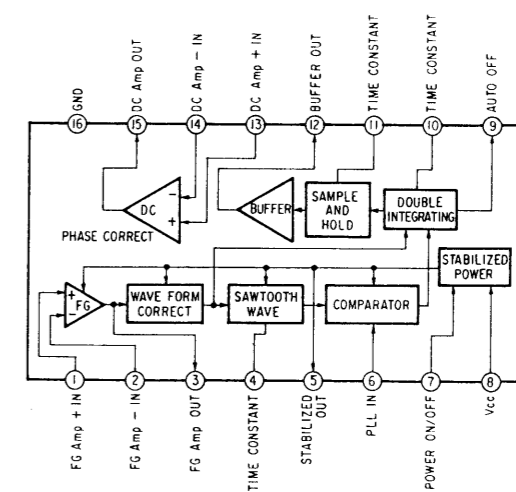 GND
DC Amp OUT
DC Amp - IN
DC Amp + IN
BUFFER OUT
TIME CONSTANT
TIME CONSTANT
AUTO OFF
16
15
14
13
12
11
10
9
DC
-
+
PHASE CORRECT
BUFFER
SAMPLE
AND
HOLD
DOUBLE
INTEGRATING
STABILIZED
POWER
+
FG
-
WAVE FORM
CORRECT
SAWTOOTH
WAVE
COMPARATOR
1
2
3
4
5
6
7
8
FG Amp + IN
FG Amp - IN
FG Amp OUT
TIME CONSTANT
STABILIZED
OUT
PLL IN
POWER ON/OFF
Vcc